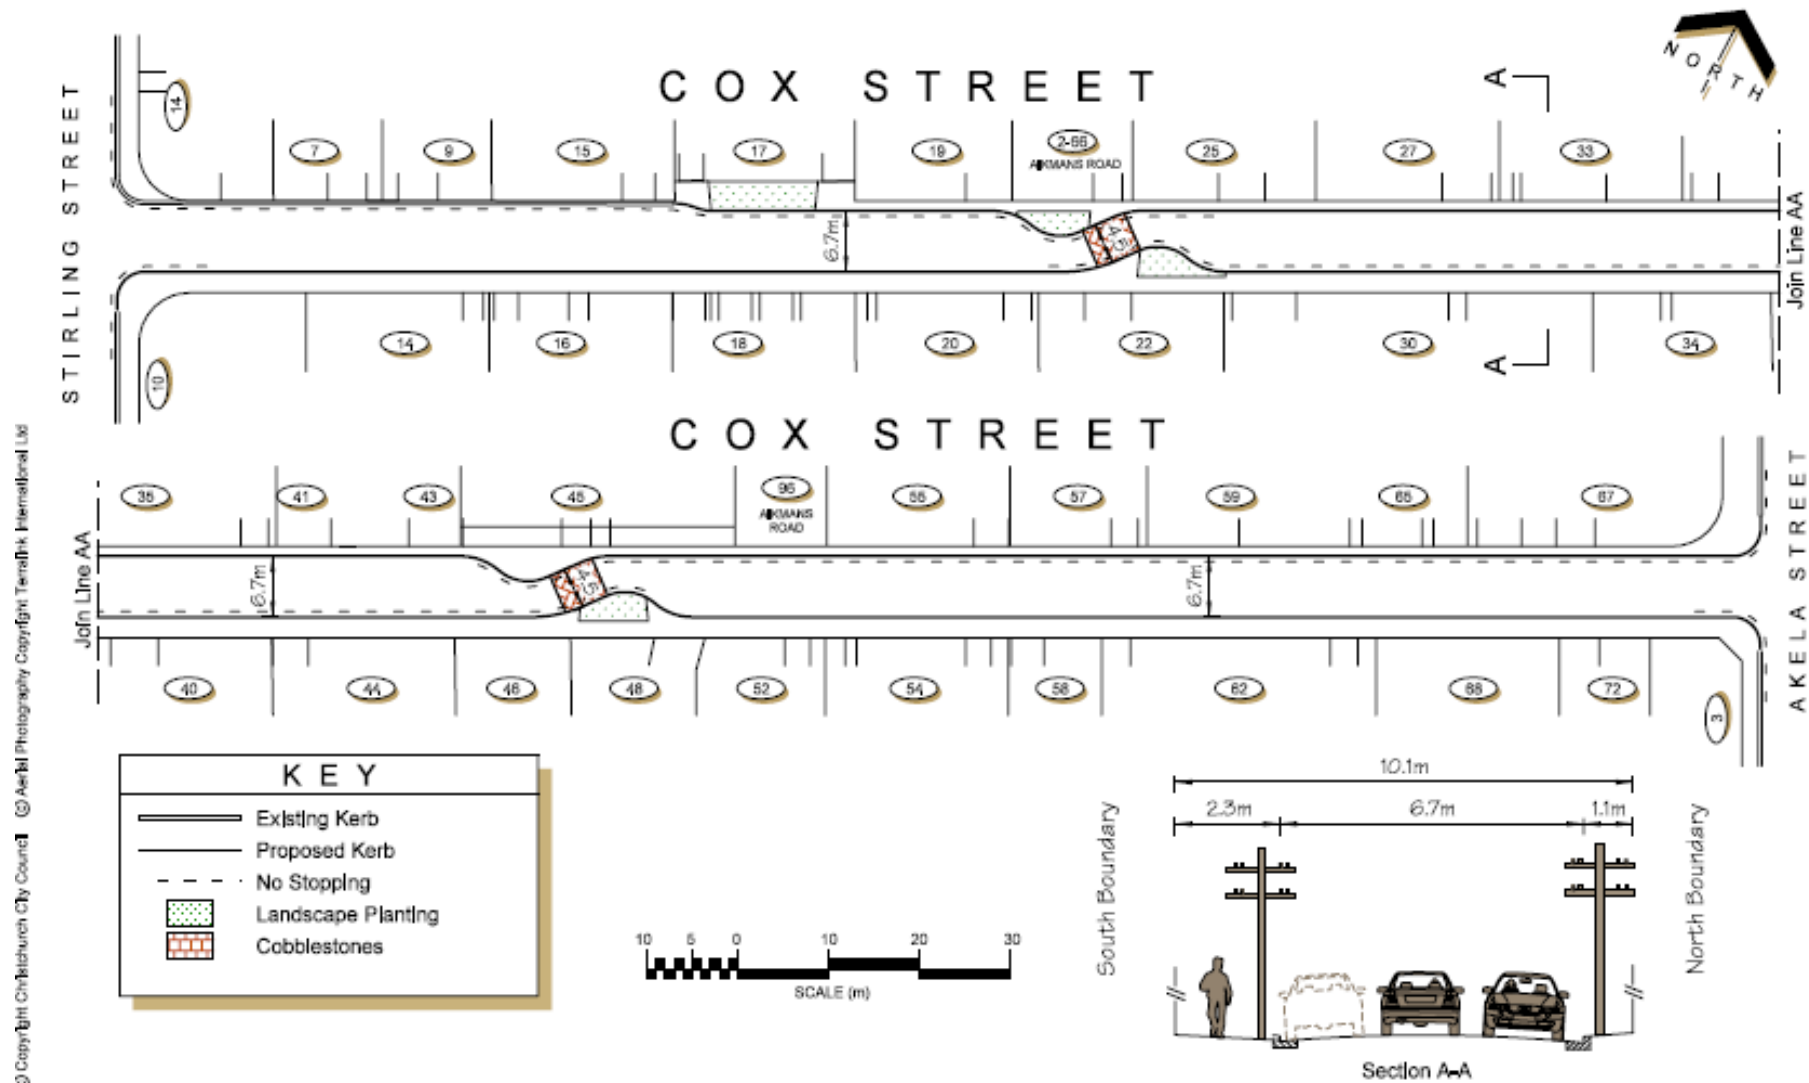 NORTH
COX STREET
A
14
7
9
15
17
19
2-66
AIKMANS ROAD
25
27
33
STIRLING STREET
6.7m
4.5
Join Line AA
10
14
16
18
20
22
30
34
A
COX STREET
35
41
43
45
96
AIKMANS
ROAD
55
57
59
65
67
Join Line AA
6.7m
4.5
6.7m
AKELA STREET
40
44
46
48
52
54
58
62
68
72
3
KEY
Existing Kerb
Proposed Kerb
No Stopping
Landscape Planting
Cobblestones
10 5 0 10 20 30
SCALE (m)
10.1m
2.3m 6.7m 1.1m
South Boundary
North Boundary
Section A-A
© Copyright Christchurch City Council © Aerial Photography Copyright Terralink International Ltd